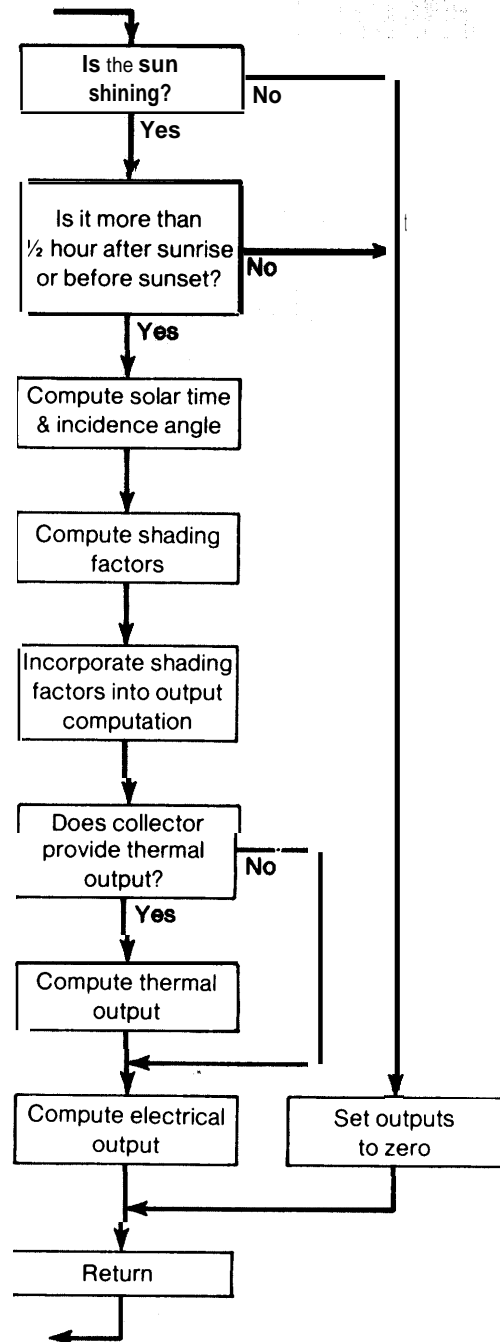 Is the sun
shining?
No
Yes
Is it more than
½ hour after sunrise
or before sunset?
No
Yes
Compute solar time
& incidence angle
Compute shading
factors
Incorporate shading
factors into output
computation
Does collector
provide thermal
output?
No
Yes
Compute thermal
output
Compute electrical
output
Set outputs
to zero
Return